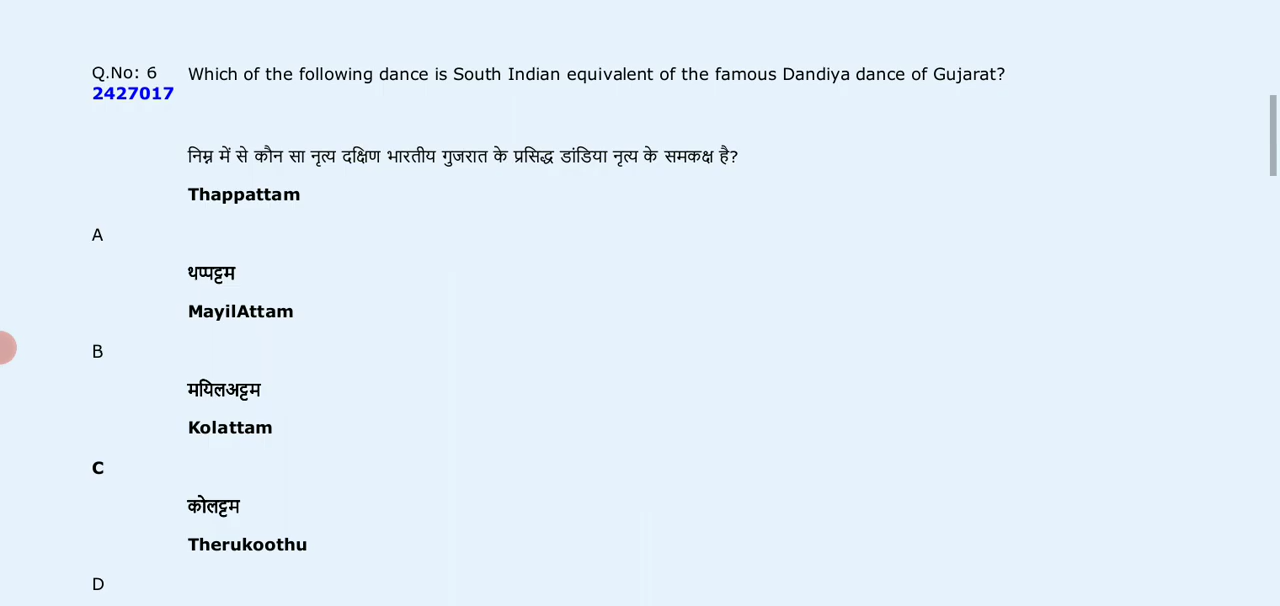 Q.No: 6 Which of the following dance is South Indian equivalent of the famous Dandiya dance of Gujarat?
2427017
निम्न में से कौन सा नृत्य दक्षिण भारतीय गुजरात के प्रसिद्ध डांडिया नृत्य के समकक्ष है?
Thappattam
A
थप्पट्टम
MayilAttam
B
मयिलअट्टम
Kolattam
C
कोलट्टम
Therukoothu
D